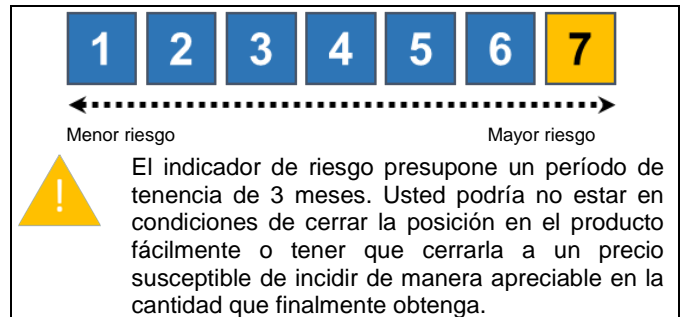 1 2 3 4 5 6 7
Menor riesgo Mayor riesgo
!
El indicador de riesgo presupone un período de
tenencia de 3 meses. Usted podría no estar en
condiciones de cerrar la posición en el producto
fácilmente o tener que cerrarla a un precio
susceptible de incidir de manera apreciable en la
cantidad que finalmente obtenga.